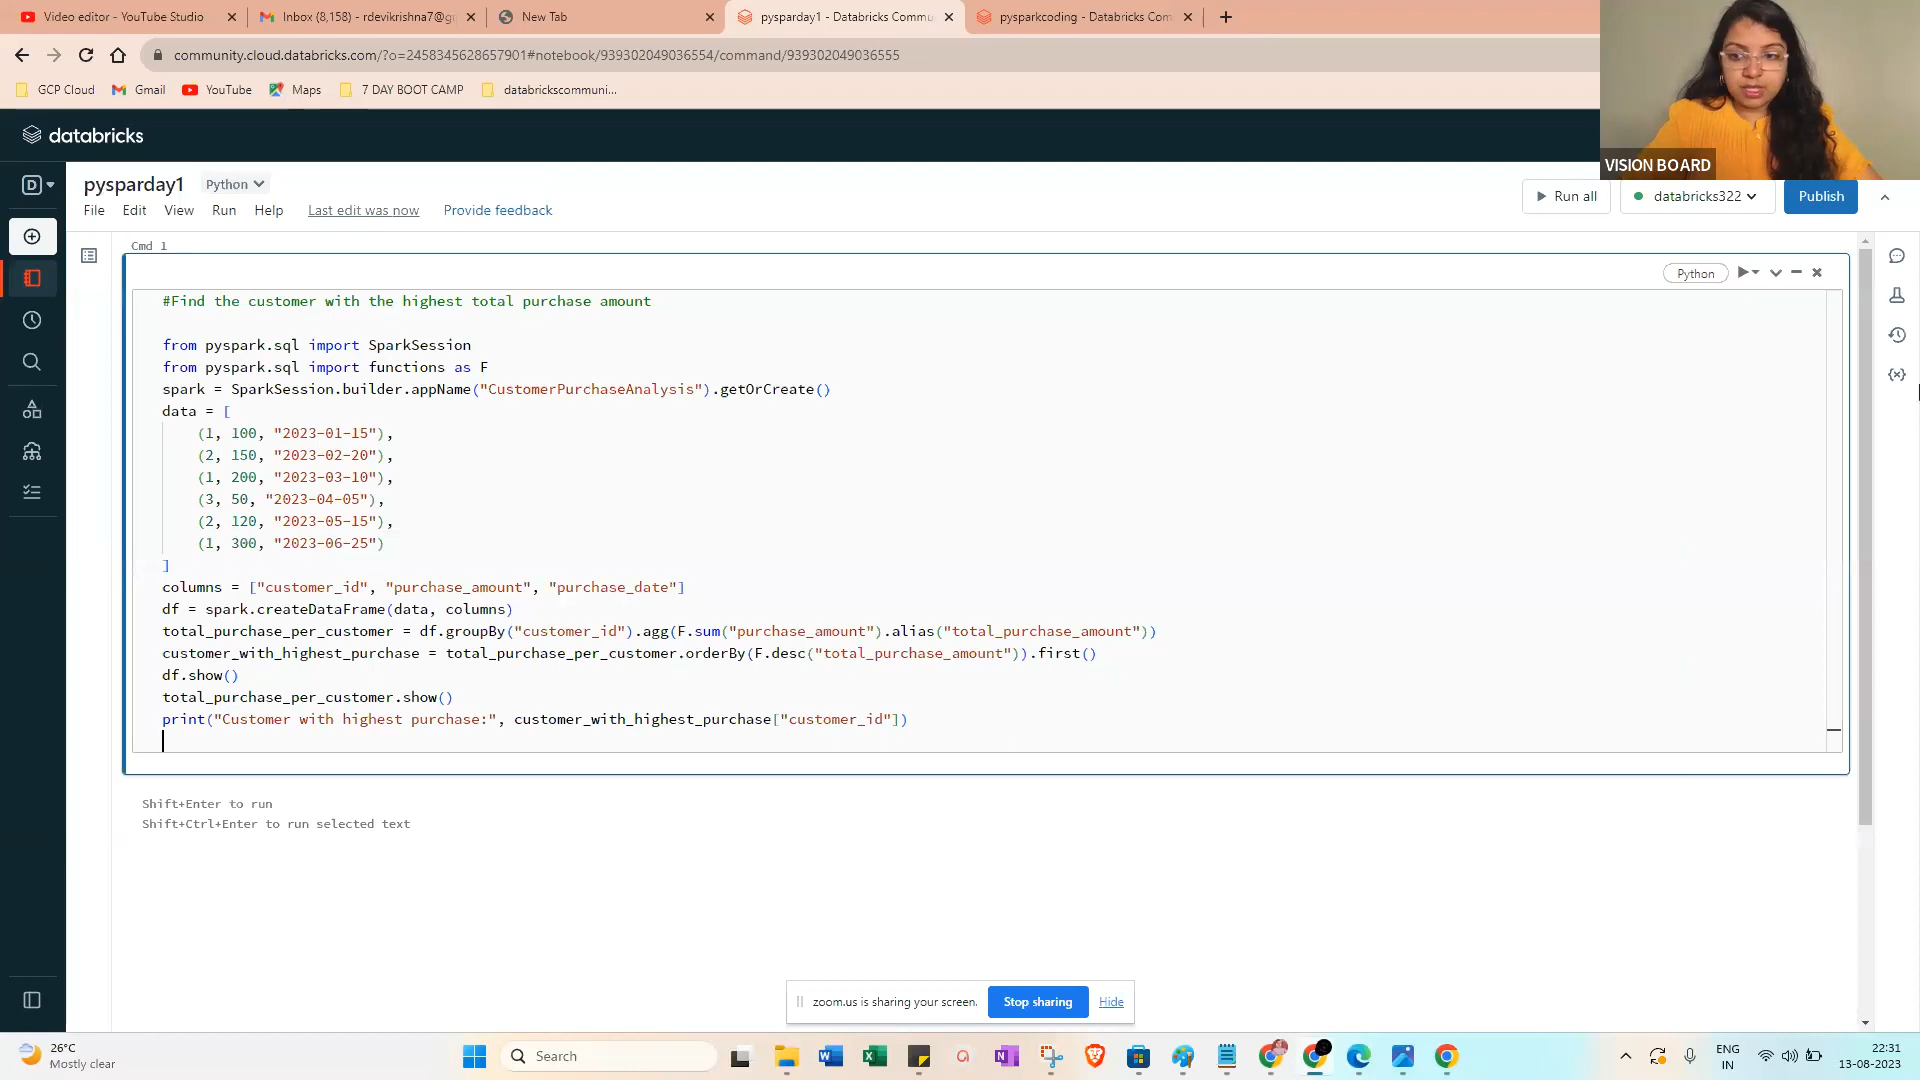 Video editor - YouTube Studio
Inbox (8,158) - rdevikrishna7@g
New Tab
pysparday1 - Databricks Commu
pysparkcoding - Databricks Com
community.cloud.databricks.com/?o=2458345628657901#notebook/939302049036554/command/939302049036555
GCP Cloud
Gmail
YouTube
Maps
7 DAY BOOT CAMP
databrickscommuni...
databricks
VISION BOARD
D
pysparday1
Python
File
Edit
View
Run
Help
Last edit was now
Provide feedback
Run all
databricks322
Publish
Cmd 1
Python
#Find the customer with the highest total purchase amount
from pyspark.sql import SparkSession
from pyspark.sql import functions as F
spark = SparkSession.builder.appName("CustomerPurchaseAnalysis").getOrCreate()
data = [
(1, 100, "2023-01-15"),
(2, 150, "2023-02-20"),
(1, 200, "2023-03-10"),
(3, 50, "2023-04-05"),
(2, 120, "2023-05-15"),
(1, 300, "2023-06-25")
]
columns = ["customer_id", "purchase_amount", "purchase_date"]
df = spark.createDataFrame(data, columns)
total_purchase_per_customer = df.groupBy("customer_id").agg(F.sum("purchase_amount").alias("total_purchase_amount"))
customer_with_highest_purchase = total_purchase_per_customer.orderBy(F.desc("total_purchase_amount")).first()
df.show()
total_purchase_per_customer.show()
print("Customer with highest purchase:", customer_with_highest_purchase["customer_id"])
Shift+Enter to run
Shift+Ctrl+Enter to run selected text
zoom.us is sharing your screen.
Stop sharing
Hide
26°C
Mostly clear
Search
ENG
IN
22:31
13-08-2023